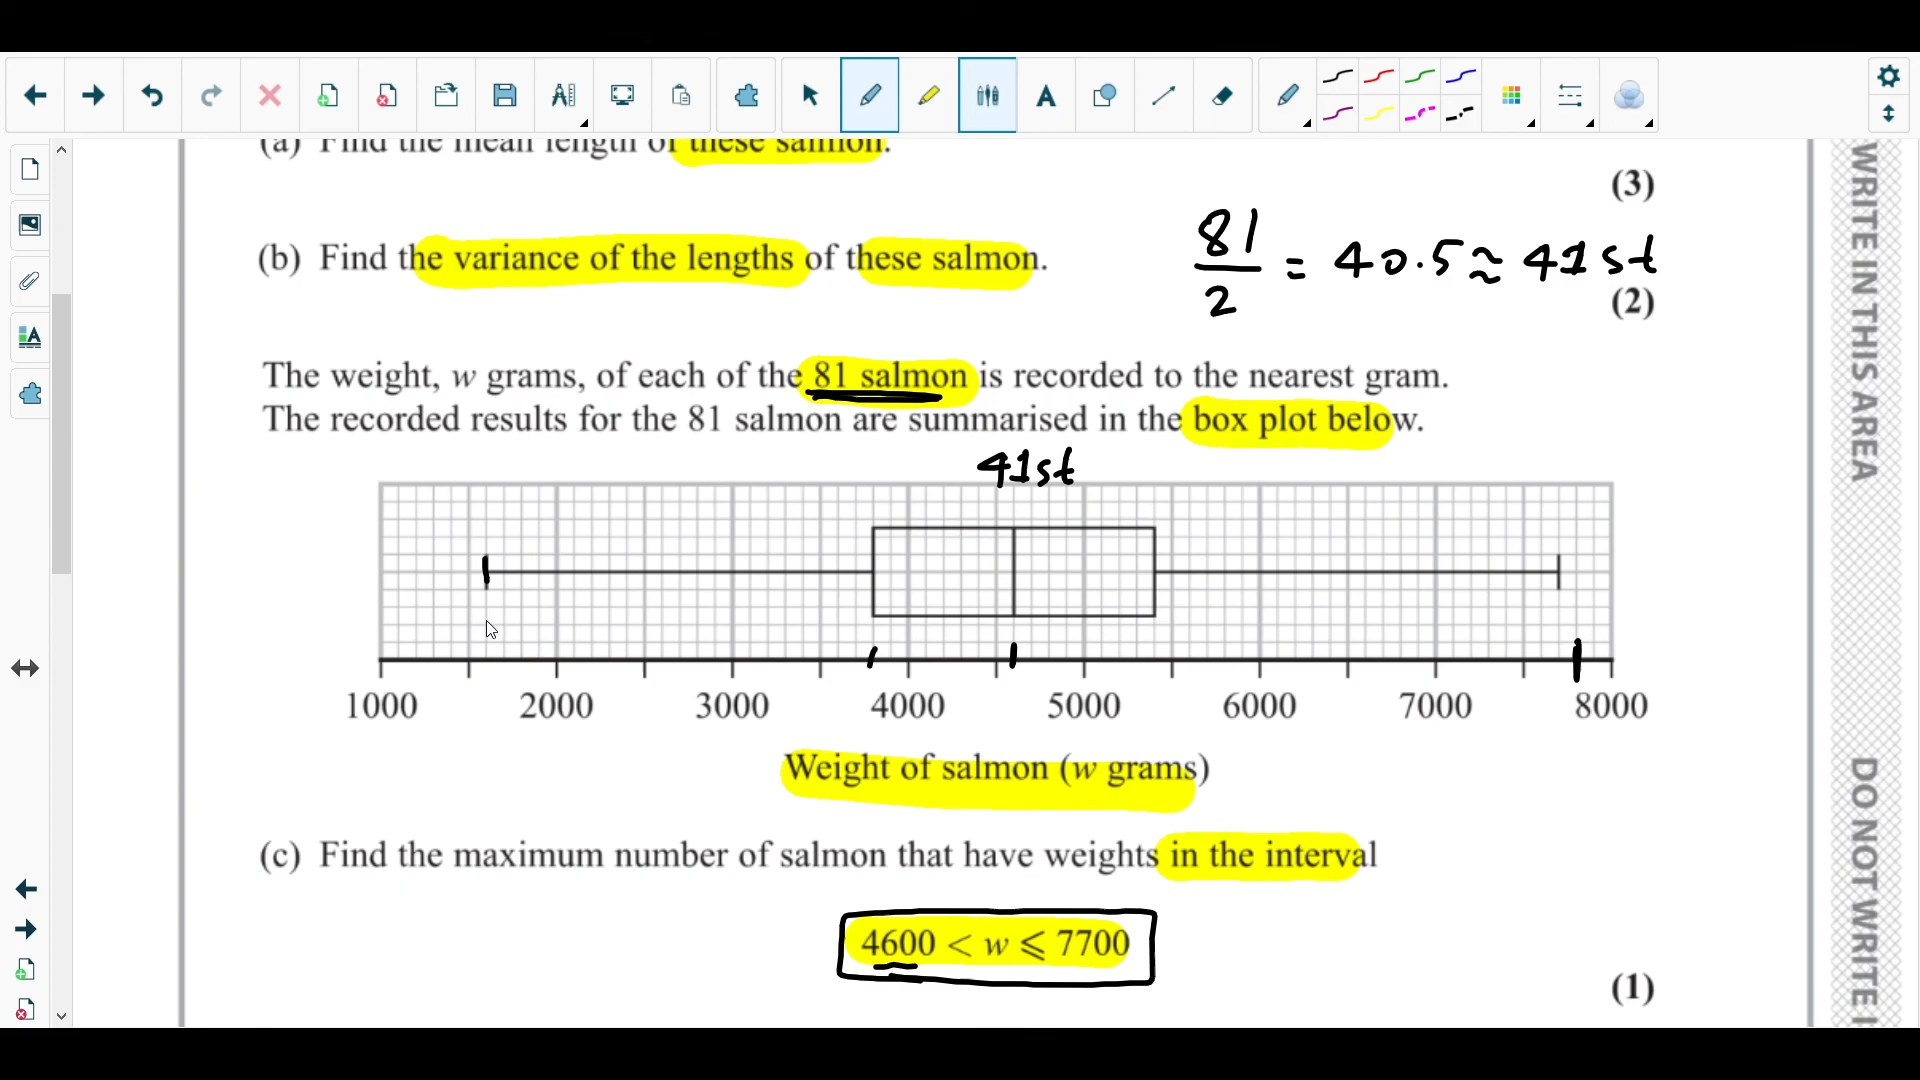 (a) Find the mean length of these salmon.
(3)
(b) Find the variance of the lengths of these salmon.
81/2 = 40.5 ≈ 41st
(2)
The weight, w grams, of each of the 81 salmon is recorded to the nearest gram.
The recorded results for the 81 salmon are summarised in the box plot below.
41st
1000 2000 3000 4000 5000 6000 7000 8000
Weight of salmon (w grams)
(c) Find the maximum number of salmon that have weights in the interval
4600 < w ⩽ 7700
(1)
WRITE IN THIS AREA
DO NOT WRITE I